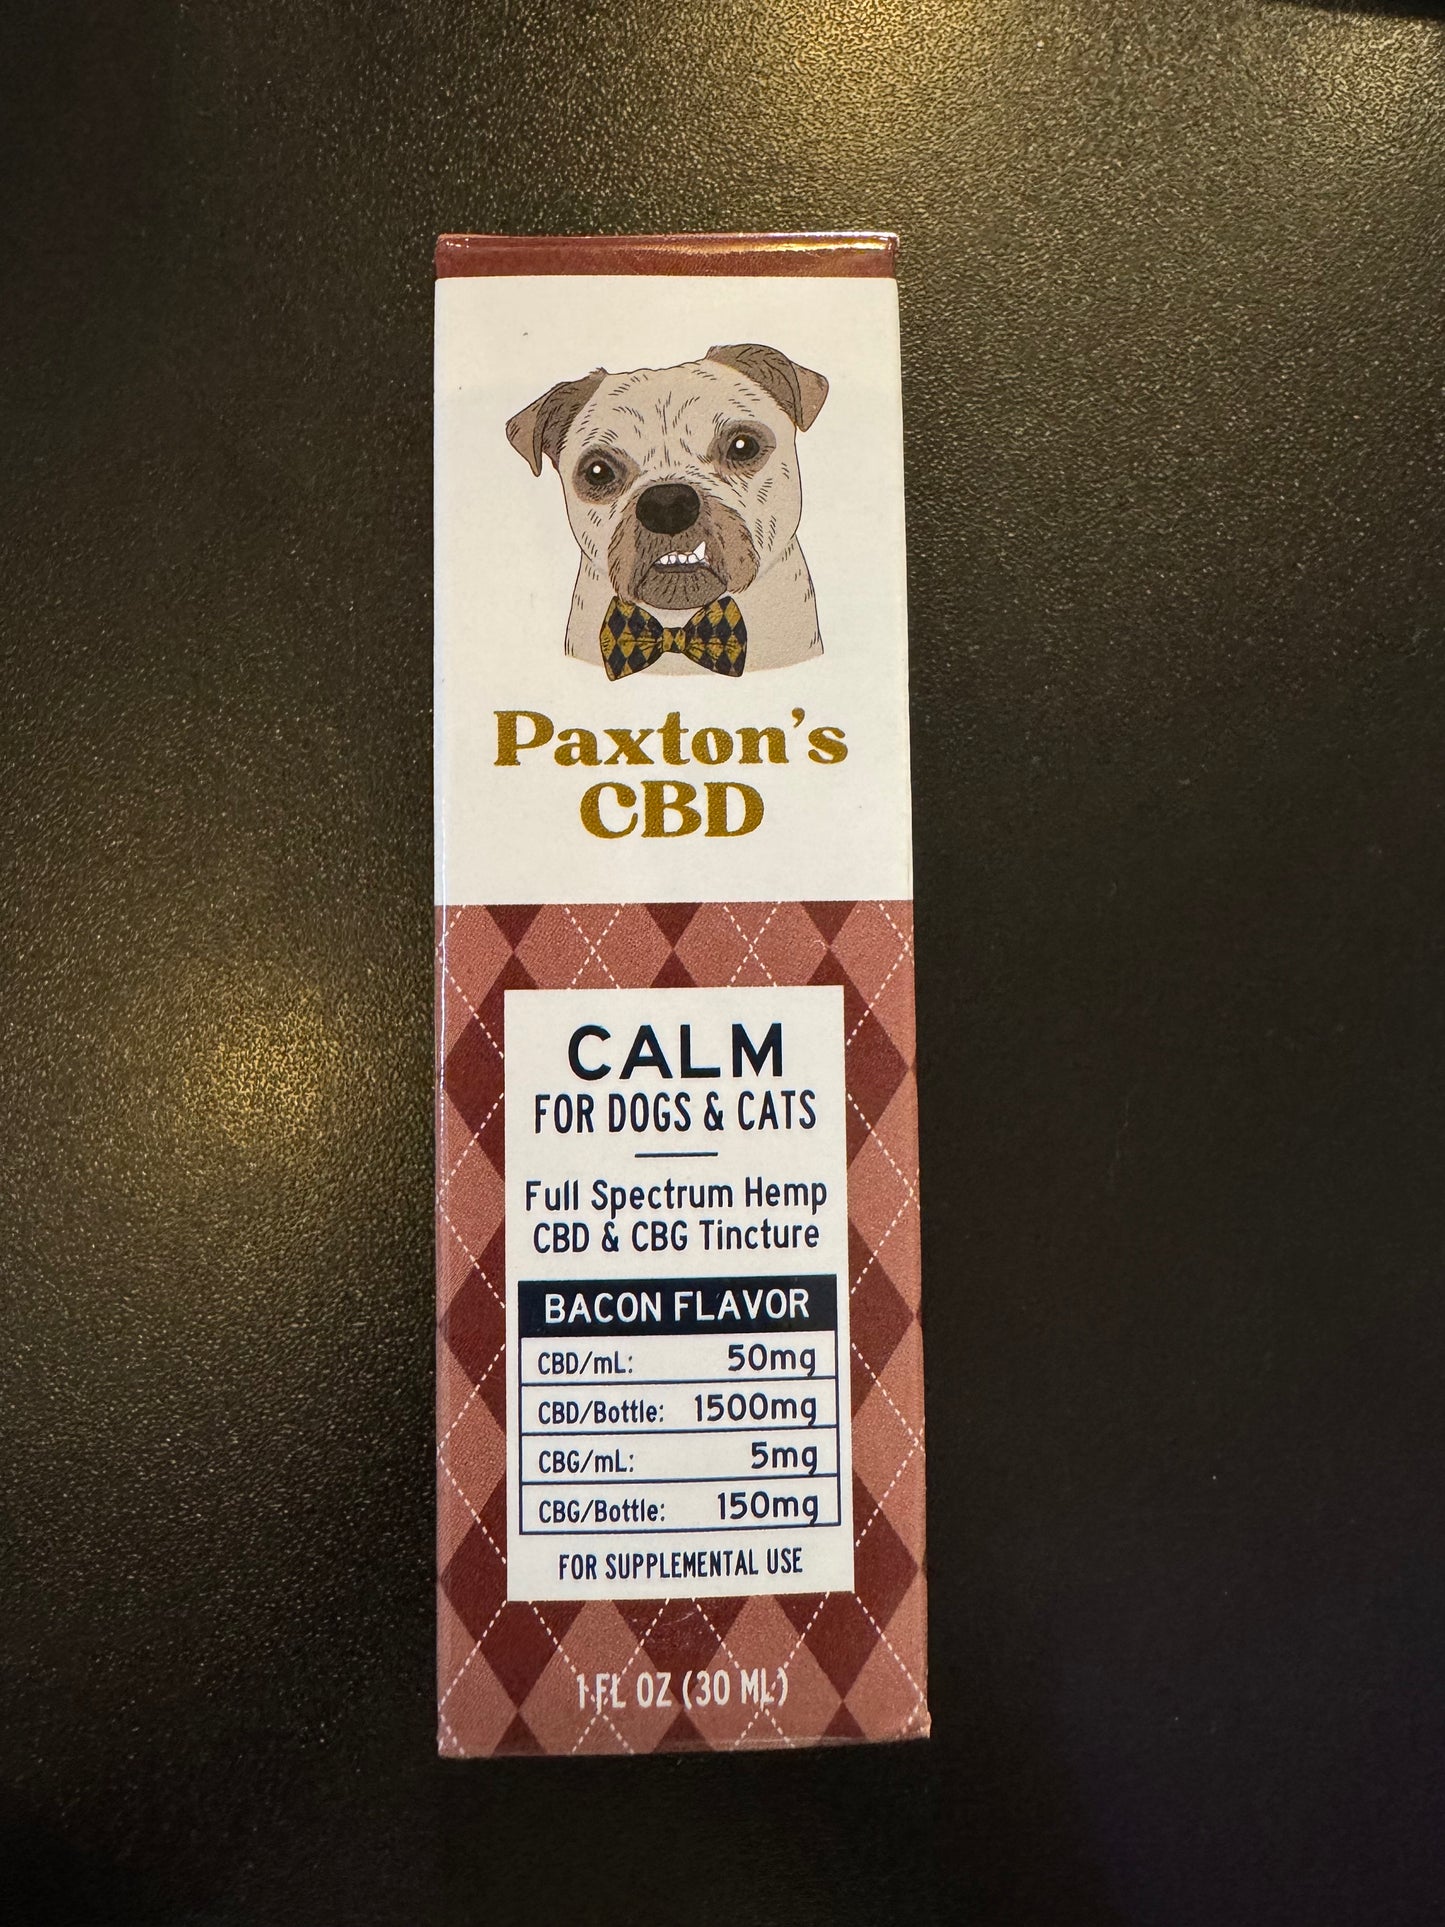 Paxton's
CBD
CALM
FOR DOGS & CATS
Full Spectrum Hemp
CBD & CBG Tincture
BACON FLAVOR
CBD/mL: 50mg
CBD/Bottle: 1500mg
CBG/mL: 5mg
CBG/Bottle: 150mg
FOR SUPPLEMENTAL USE
1 FL OZ (30 ML)